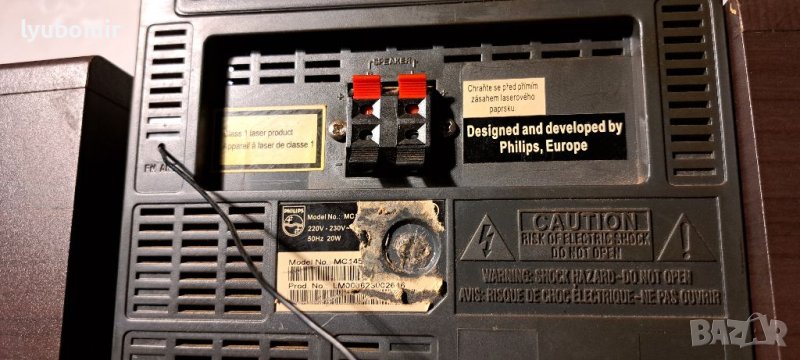 lyubomir
SPEAKER
Class 1 laser product
Appareil à laser de classe 1
Chraňte se před přímím
zásahem laserového
paprsku
Designed and developed by
Philips, Europe
PHILIPS
Model No.: MC
220V - 230V~
50Hz 20W
Model No. MC145
Prod. No.
CAUTION
RISK OF ELECTRIC SHOCK
DO NOT OPEN
WARNING: SHOCK HAZARD-DO NOT OPEN
AVIS: RISQUE DE CHOC ÉLECTRIQUE-NE PAS OUVRIR
BAZAR
.bg